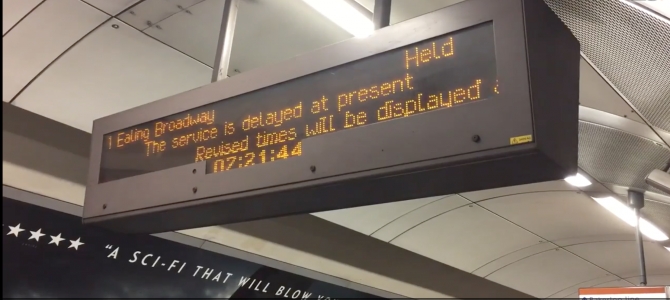 1 Ealing Broadway Held
The service is delayed at present
Revised times will be displayed
07:21:44
★★★★ "A SCI-FI THAT WILL BLOW